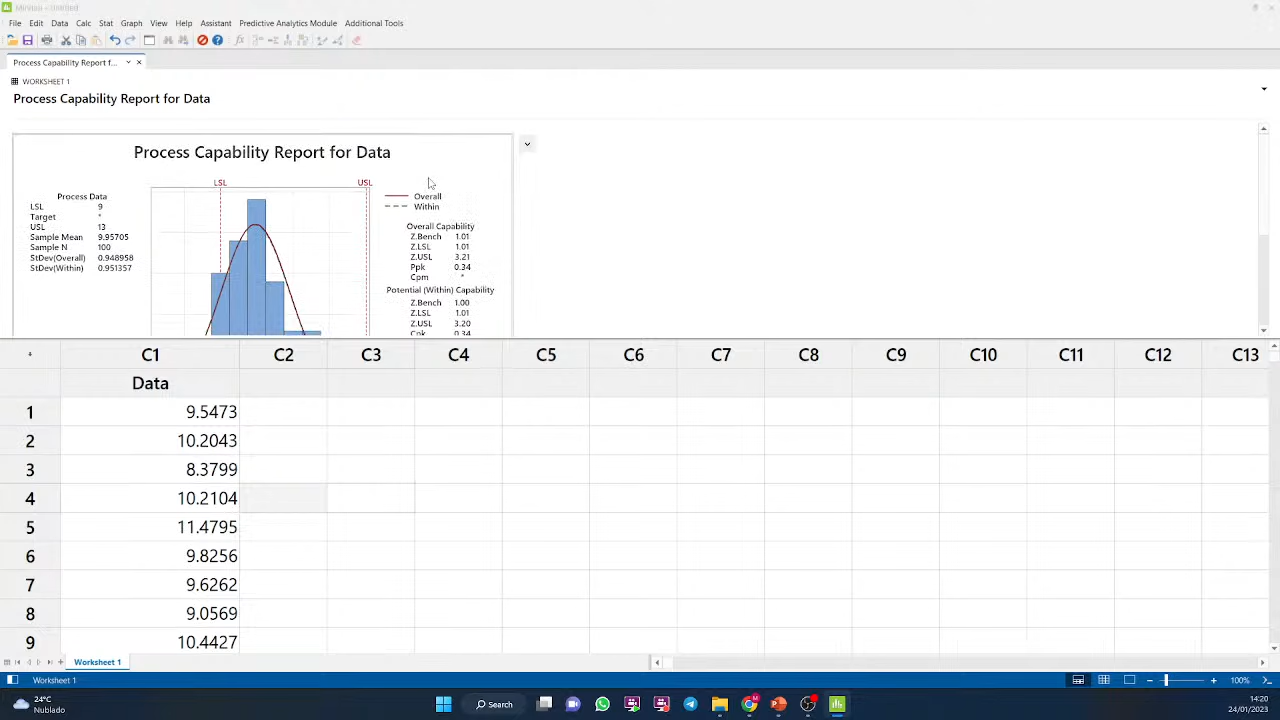 Minitab - Untitled
File Edit Data Calc Stat Graph View Help Assistant Predictive Analytics Module Additional Tools
Process Capability Report f...
WORKSHEET 1
Process Capability Report for Data
Process Capability Report for Data
LSL USL
Process Data
LSL 9
Target *
USL 13
Sample Mean 9.95705
Sample N 100
StDev(Overall) 0.948958
StDev(Within) 0.951357
Overall
Within
Overall Capability
Z.Bench 1.01
Z.LSL 1.01
Z.USL 3.21
Ppk 0.34
Cpm *
Potential (Within) Capability
Z.Bench 1.00
Z.LSL 1.01
Z.USL 3.20
Cpk 0.34
C1 C2 C3 C4 C5 C6 C7 C8 C9 C10 C11 C12 C13
Data
1 9.5473
2 10.2043
3 8.3799
4 10.2104
5 11.4795
6 9.8256
7 9.6262
8 9.0569
9 10.4427
Worksheet 1
Worksheet 1
100%
24°C
Nublado
Search
14:20
24/01/2023